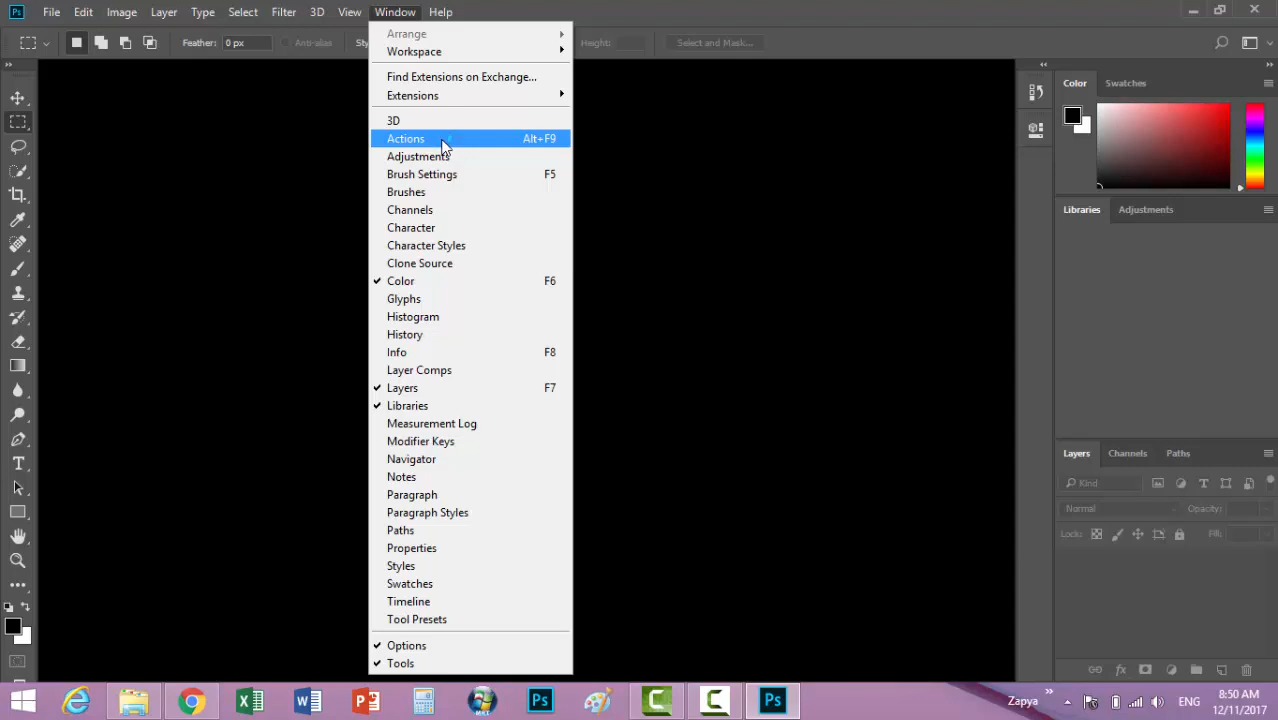 Ps File Edit Image Layer Type Select Filter 3D View Window Help
Feather: 0 px Anti-alias Height: Select and Mask...
Arrange
Workspace
Find Extensions on Exchange...
Extensions
3D
Actions Alt+F9
Adjustments
Brush Settings F5
Brushes
Channels
Character
Character Styles
Clone Source
Color F6
Glyphs
Histogram
History
Info F8
Layer Comps
Layers F7
Libraries
Measurement Log
Modifier Keys
Navigator
Notes
Paragraph
Paragraph Styles
Paths
Properties
Styles
Swatches
Timeline
Tool Presets
Options
Tools
Color Swatches
Libraries Adjustments
Layers Channels Paths
Kind
Normal Opacity:
Lock: Fill:
Zapya ENG
8:50 AM
12/11/2017